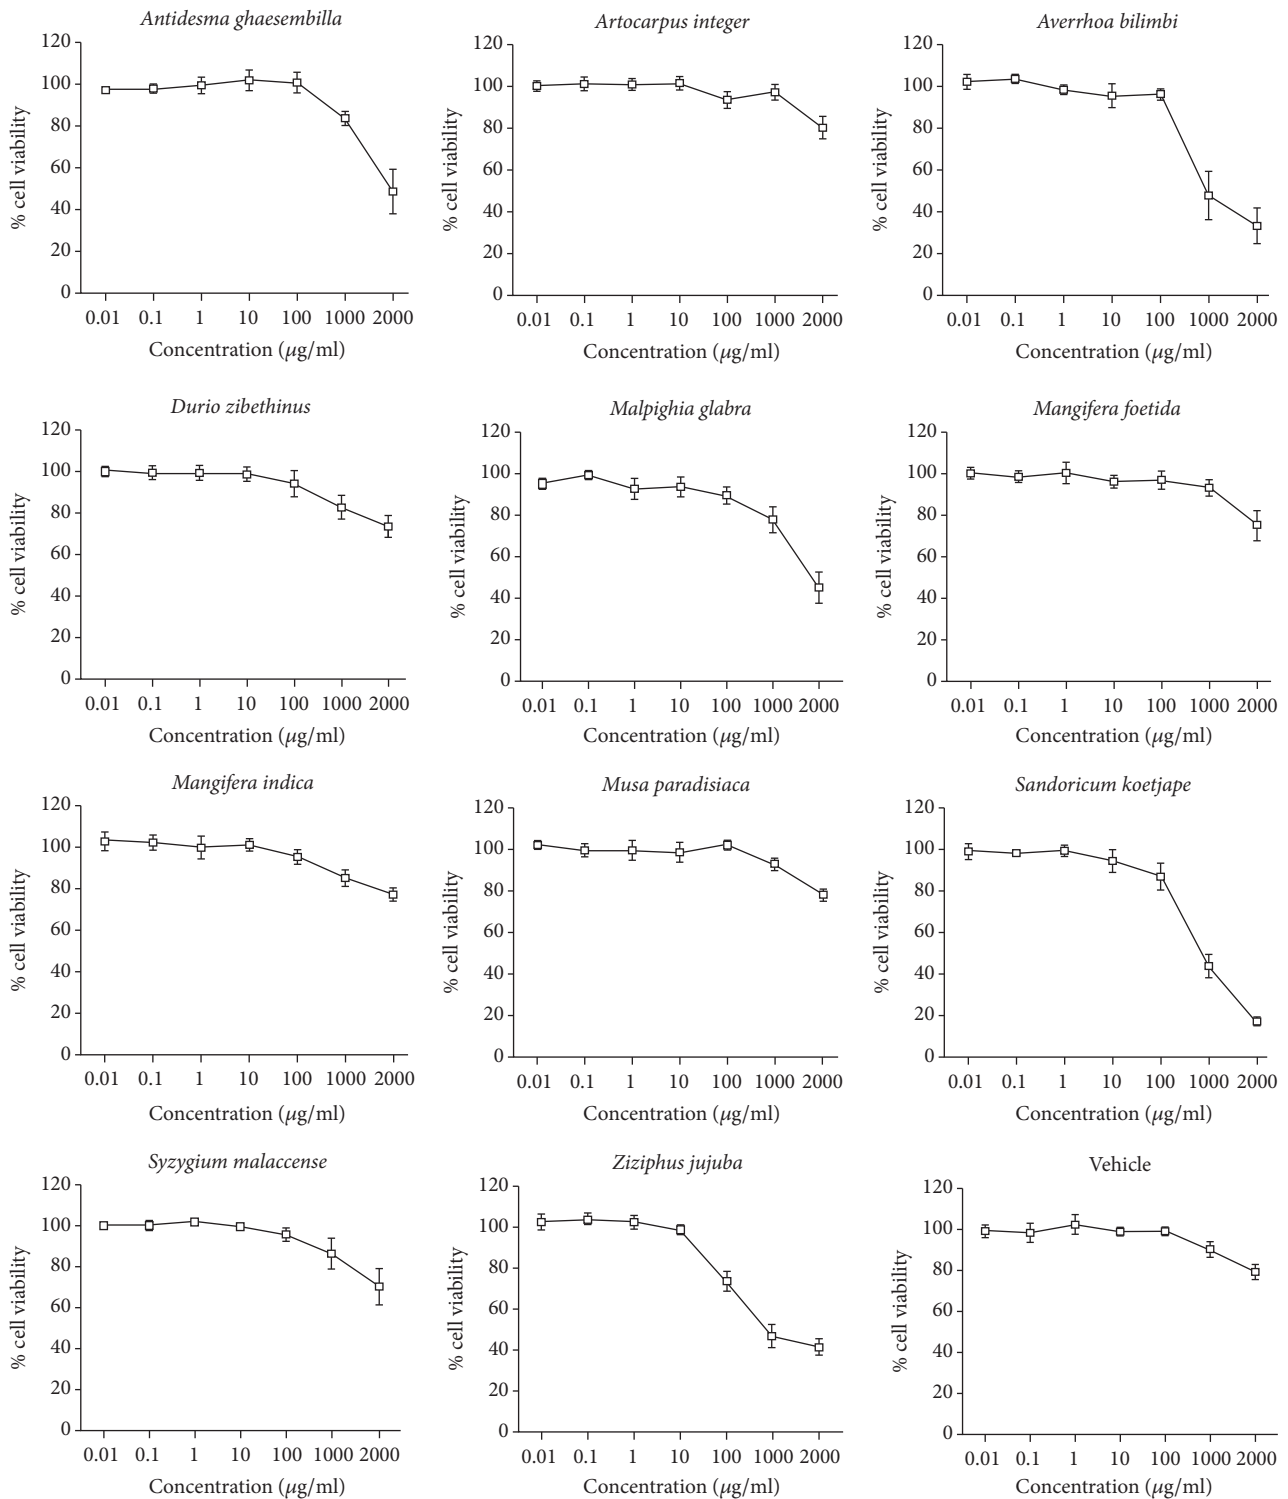 Antidesma ghaesembilla
120
100
80
60
40
20
0
% cell viability
0.01 0.1 1 10 100 1000 2000
Concentration (μg/ml)
Artocarpus integer
120
100
80
60
40
20
0
% cell viability
0.01 0.1 1 10 100 1000 2000
Concentration (μg/ml)
Averrhoa bilimbi
120
100
80
60
40
20
0
% cell viability
0.01 0.1 1 10 100 1000 2000
Concentration (μg/ml)
Durio zibethinus
120
100
80
60
40
20
0
% cell viability
0.01 0.1 1 10 100 1000 2000
Concentration (μg/ml)
Malpighia glabra
120
100
80
60
40
20
0
% cell viability
0.01 0.1 1 10 100 1000 2000
Concentration (μg/ml)
Mangifera foetida
120
100
80
60
40
20
0
% cell viability
0.01 0.1 1 10 100 1000 2000
Concentration (μg/ml)
Mangifera indica
120
100
80
60
40
20
0
% cell viability
0.01 0.1 1 10 100 1000 2000
Concentration (μg/ml)
Musa paradisiaca
120
100
80
60
40
20
0
% cell viability
0.01 0.1 1 10 100 1000 2000
Concentration (μg/ml)
Sandoricum koetjape
120
100
80
60
40
20
0
% cell viability
0.01 0.1 1 10 100 1000 2000
Concentration (μg/ml)
Syzygium malaccense
120
100
80
60
40
20
0
% cell viability
0.01 0.1 1 10 100 1000 2000
Concentration (μg/ml)
Ziziphus jujuba
120
100
80
60
40
20
0
% cell viability
0.01 0.1 1 10 100 1000 2000
Concentration (μg/ml)
Vehicle
120
100
80
60
40
20
0
% cell viability
0.01 0.1 1 10 100 1000 2000
Concentration (μg/ml)